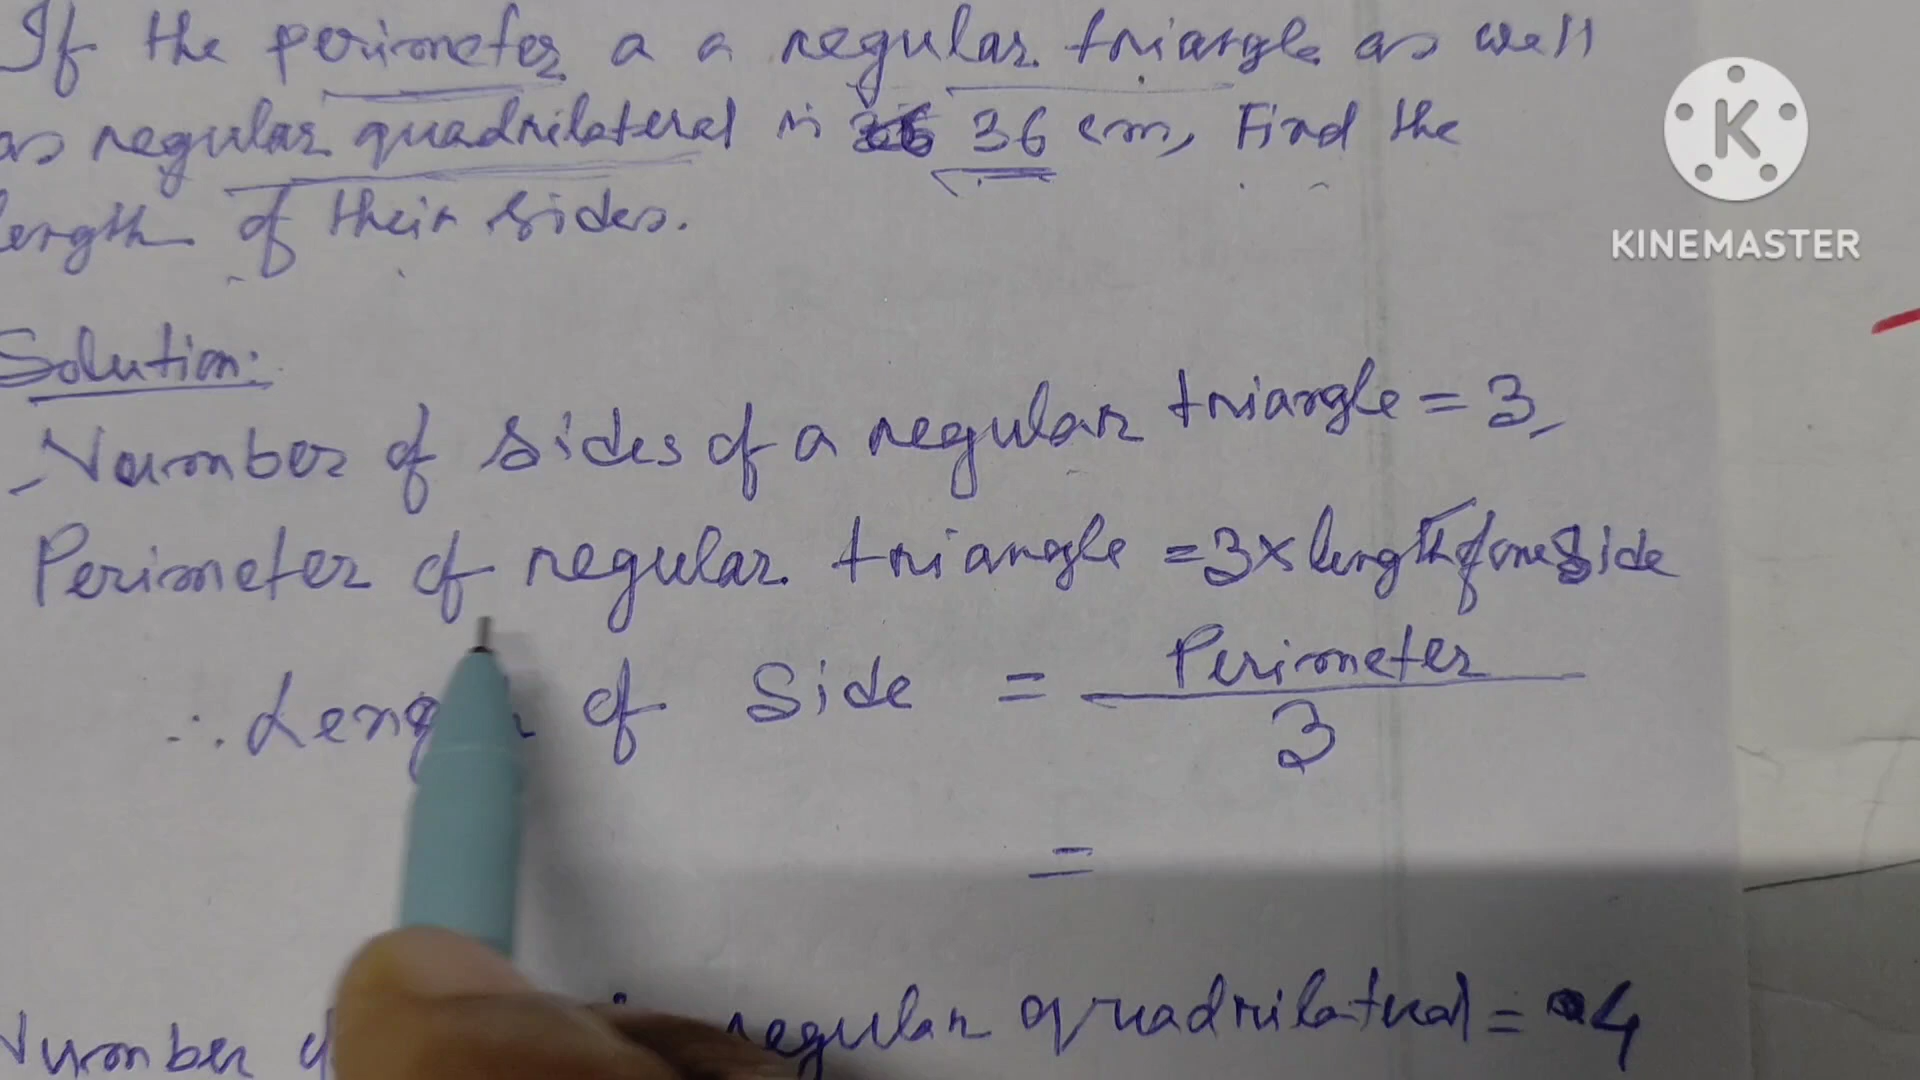 If the perimeter a a regular triangle as well
as regular quadrilateral is 36 cm, Find the
length of their sides.
K
KINEMASTER
Solution:
Number of sides of a regular triangle = 3,
Perimeter of regular triangle = 3 × length of one side
∴ Length of Side = Perimeter
3
=
Number regular quadrilateral = 4